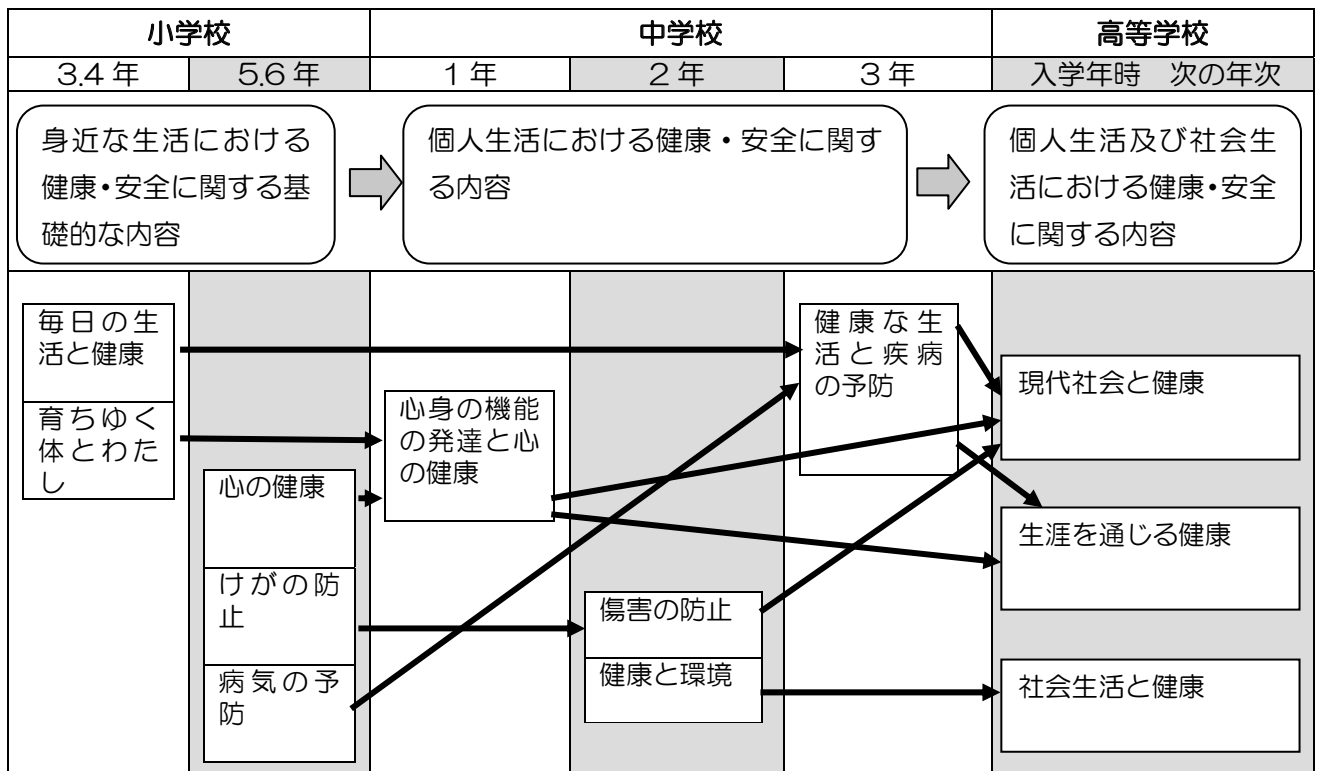 小学校 中学校 高等学校
3.4年 5.6年 1年 2年 3年 入学年時 次の年次
身近な生活における
健康・安全に関する基
礎的な内容
個人生活における健康・安全に関す
る内容
個人生活及び社会生
活における健康・安全
に関する内容
毎日の生
活と健康
育ちゆく
体とわた
し
心の健康
けがの防
止
病気の予
防
心身の機能
の発達と心
の健康
傷害の防止
健康と環境
健康な生
活と疾病
の予防
現代社会と健康
生涯を通じる健康
社会生活と健康